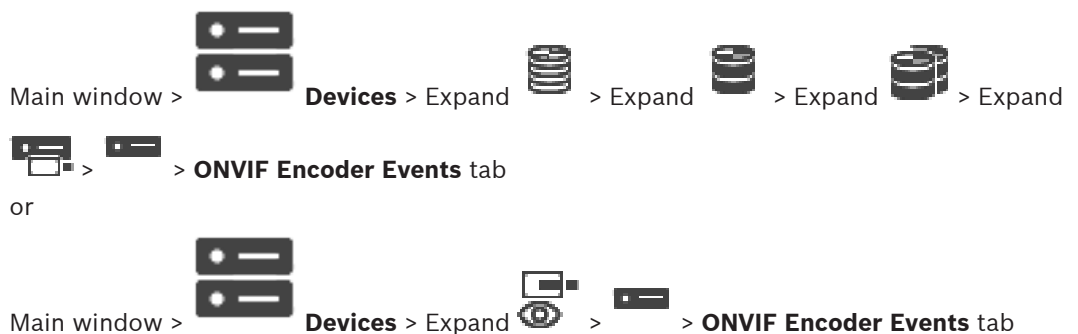 Main window > Devices > Expand > Expand > Expand > Expand
> > ONVIF Encoder Events tab
or
Main window > Devices > Expand > > ONVIF Encoder Events tab